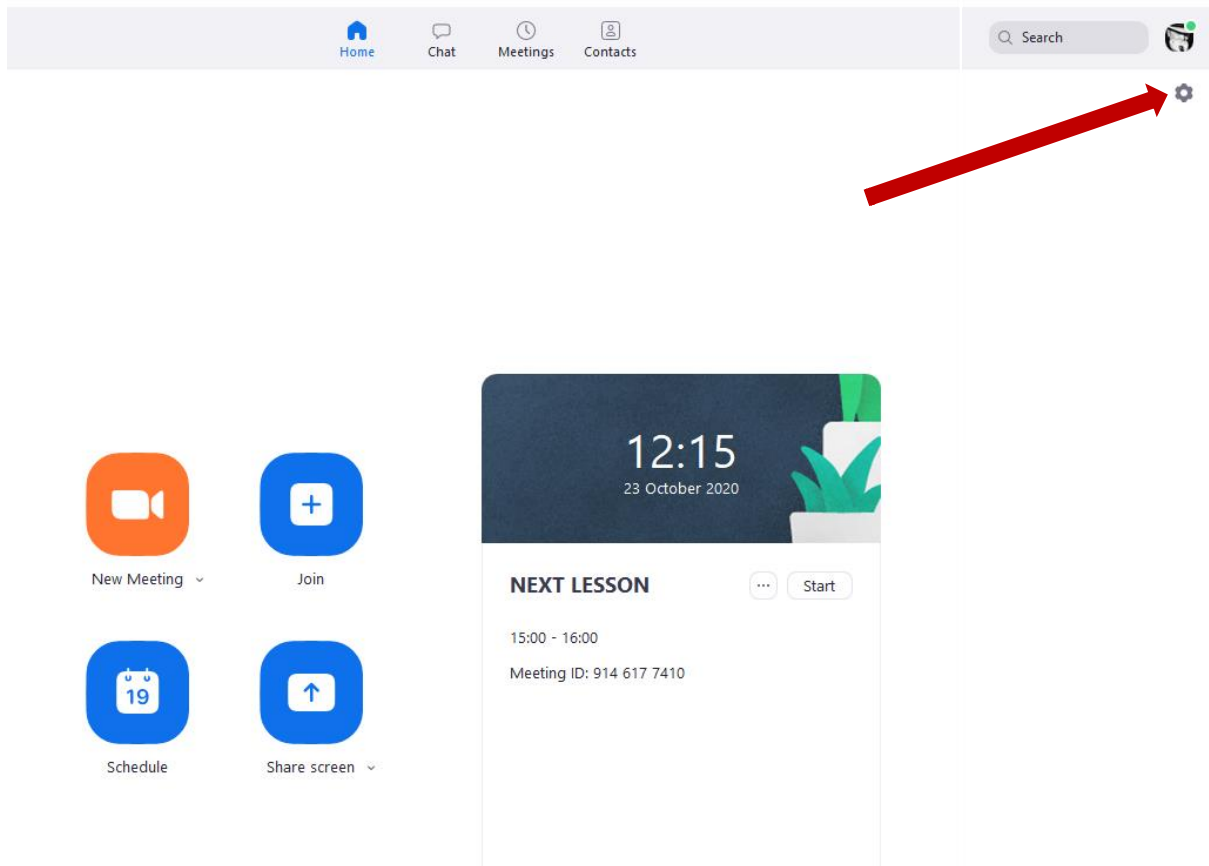 Home Chat Meetings Contacts Search
12:15
23 October 2020
New Meeting Join
NEXT LESSON ... Start
15:00 - 16:00
Meeting ID: 914 617 7410
19
Schedule Share screen